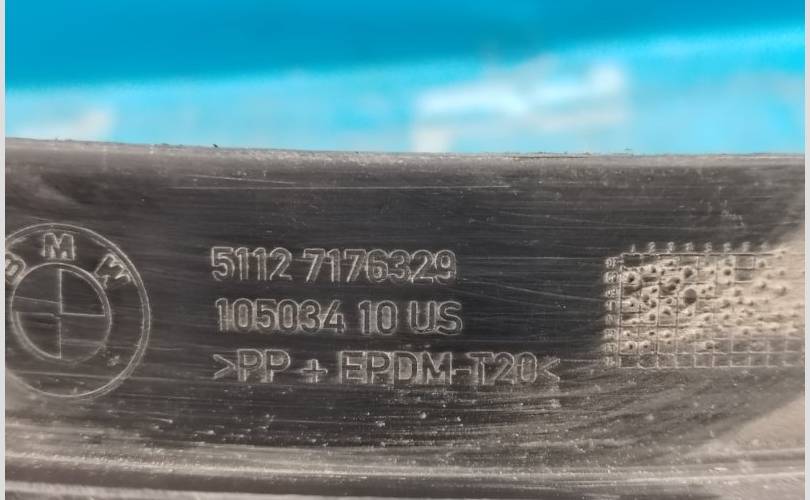 BMW
5112 7176329
105034 10 US
>PP + EPDM-T20<